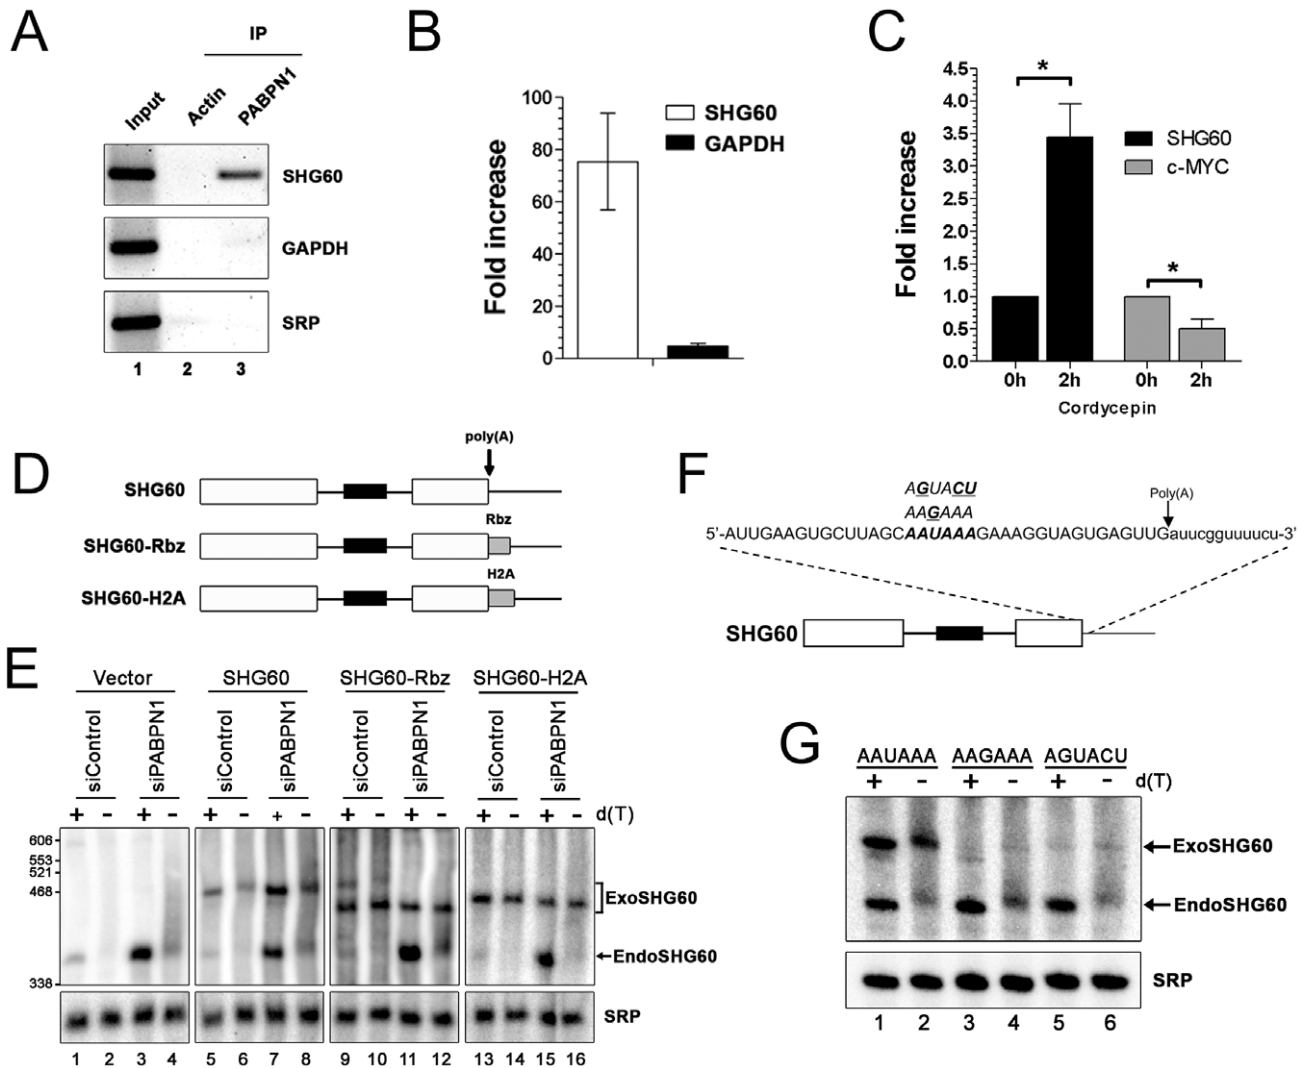 A
IP
Input
Actin
PABPN1
SHG60
GAPDH
SRP
1 2 3
B
Fold increase
100
80
60
40
20
0
SHG60
GAPDH
C
Fold increase
4.5
4.0
3.5
3.0
2.5
2.0
1.5
1.0
0.5
0.0
*
*
SHG60
c-MYC
0h 2h 0h 2h
Cordycepin
D
poly(A)
SHG60
Rbz
SHG60-Rbz
H2A
SHG60-H2A
F
AGUACU
AAGAAA
Poly(A)
5'-AUUGAAGUGCUUAGCAAUAAAGAAAGGUAGUGAGUUGauucgguuuucu-3'
SHG60
E
Vector SHG60 SHG60-Rbz SHG60-H2A
siControl siPABPN1 siControl siPABPN1 siControl siPABPN1 siControl siPABPN1
+ - + - + - + - + - + - + - + - d(T)
606
553
521
468
338
ExoSHG60
EndoSHG60
SRP
1 2 3 4 5 6 7 8 9 10 11 12 13 14 15 16
G
AAUAAA AAGAAA AGUACU
+ - + - + - d(T)
ExoSHG60
EndoSHG60
SRP
1 2 3 4 5 6